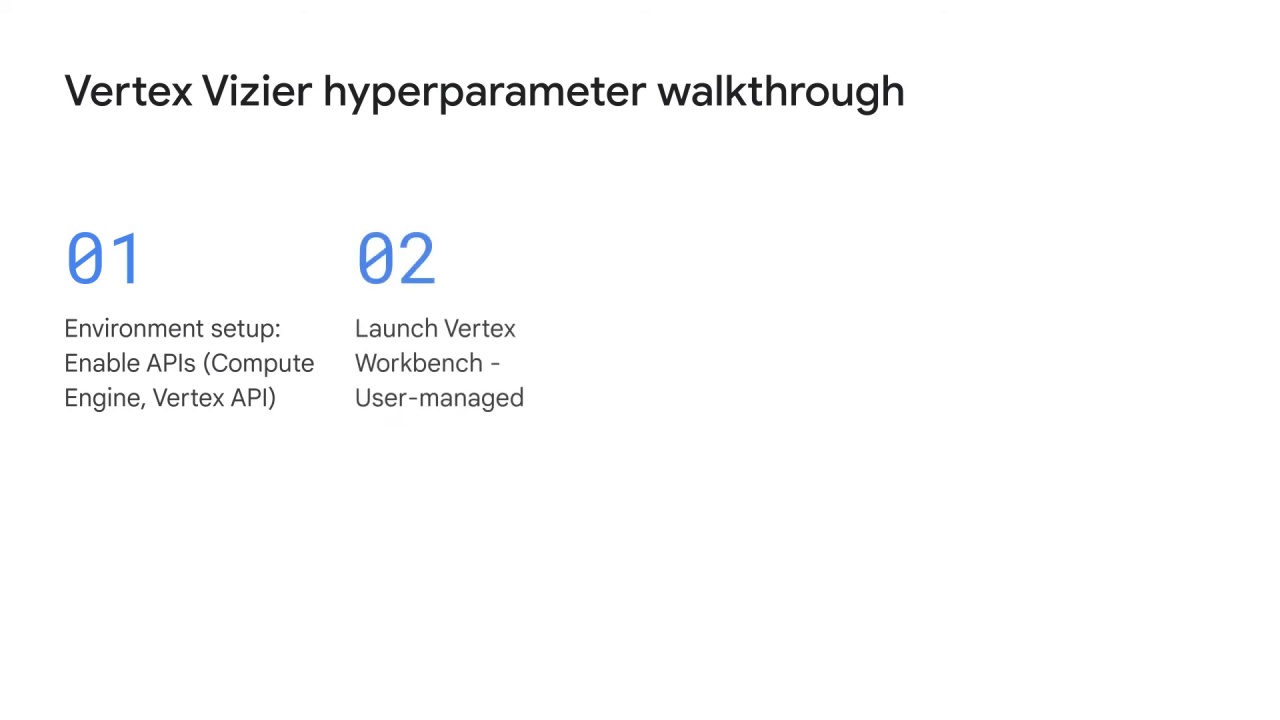 Vertex Vizier hyperparameter walkthrough
01
Environment setup:
Enable APIs (Compute
Engine, Vertex API)
02
Launch Vertex
Workbench -
User-managed